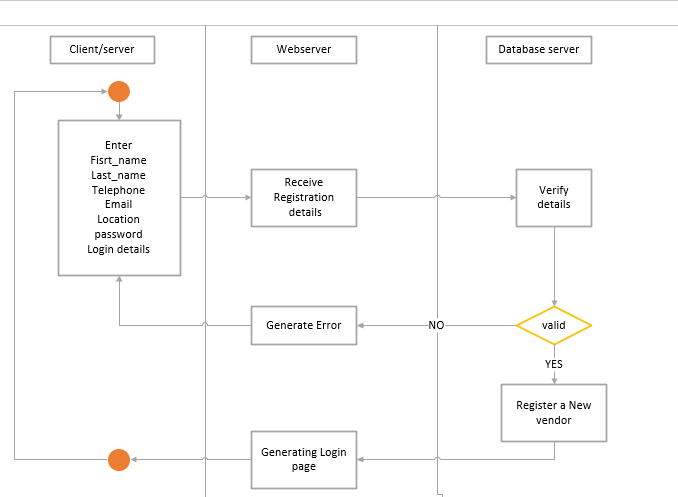 Client/server
Webserver
Database server
Enter
Fisrt_name
Last_name
Telephone
Email
Location
password
Login details
Receive
Registration
details
Verify
details
Generate Error
NO
valid
YES
Register a New
vendor
Generating Login
page